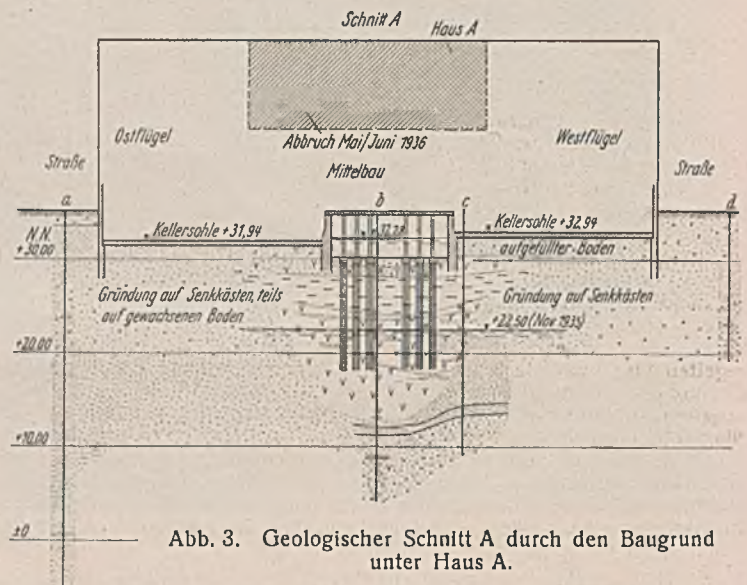 Schnitt A
Haus A
Ostflügel
Abbruch Mai/Juni 1936
Westflügel
Mittelbau
Straße
Straße
a
b
c
d
Kellersohle +31,94
Kellersohle +32,94
N.N.
+30,00
aufgefüllter Boden
Gründung auf Senkkästen, teils
auf gewachsenen Boden
Gründung auf Senkkästen
+22,50 (Nov 1935)
+20,00
+10,00
±0
Abb. 3. Geologischer Schnitt A durch den Baugrund
unter Haus A.